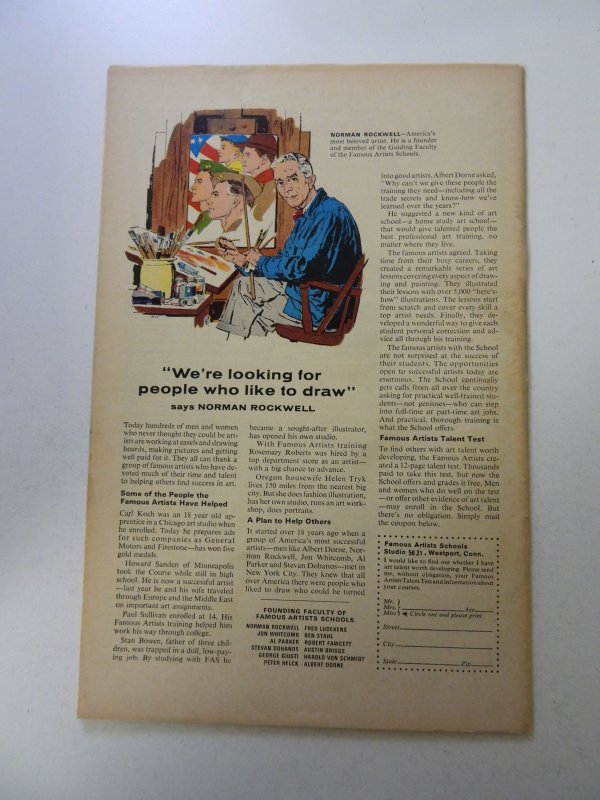 NORMAN ROCKWELL—America's
most beloved artist. He is a founder
and member of the Guiding Faculty
of the Famous Artists Schools.
"We're looking for
people who like to draw"
says NORMAN ROCKWELL
Today hundreds of men and women
who never thought they could be art-
ists are working at easels and drawing
boards, making pictures and getting
well paid for it. They all can thank a
group of famous artists who have de-
voted much of their time and talent
to helping others find success in art.
Some of the People the
Famous Artists Have Helped
Carl Koch was an 18 year old ap-
prentice in a Chicago art studio when
he enrolled. Today he prepares ads
for such companies as General
Motors and Firestone—has won five
gold medals.
Howard Sanden of Minneapolis
took the Course while still in high
school. He is now a successful artist
—last year he and his wife traveled
through Europe and the Middle East
on important art assignments.
Paul Sullivan enrolled at 14. His
Famous Artists training helped him
work his way through college.
Stan Bowen, father of three chil-
dren, was trapped in a dull, low-pay-
ing job. By studying with FAS he
became a sought-after illustrator,
has opened his own studio.
With Famous Artists training
Rosemary Roberts was hired by a
top department store as an artist—
with a big chance to advance.
Oregon housewife Helen Tryk
lives 150 miles from the nearest big
city. But she does fashion illustration,
has her own studio, runs an art work-
shop, does portraits.
A Plan to Help Others
It started over 18 years ago when a
group of America's most successful
artists—men like Albert Dorne, Nor-
man Rockwell, Jon Whitcomb, Al
Parker and Stevan Dohanos—met in
New York City. They knew that all
over America there were people who
liked to draw who could be turned
FOUNDING FACULTY OF
FAMOUS ARTISTS SCHOOLS
NORMAN ROCKWELL FRED LUDEKENS
JON WHITCOMB BEN STAHL
AL PARKER ROBERT FAWCETT
STEVAN DOHANOS AUSTIN BRIGGS
GEORGE GIUSTI HAROLD VON SCHMIDT
PETER HELCK ALBERT DORNE
into good artists. Albert Dorne asked,
"Why can't we give these people the
training they need—including all the
trade secrets and know-how we've
learned over the years?"
He suggested a new kind of art
school—a home study art school—
that would give talented people the
best professional art training, no
matter where they live.
The famous artists agreed. Taking
time from their busy careers, they
created a remarkable series of art
lessons covering every aspect of draw-
ing and painting. They illustrated
their lessons with over 5,000 "here's-
how" illustrations. The lessons start
from scratch and cover every skill a
top artist needs. Finally, they de-
veloped a wonderful way to give each
student personal correction and ad-
vice all through his training.
The famous artists with the School
are not surprised at the success of
their students. The opportunities
open to successful artists today are
enormous. The School continually
gets calls from all over the country
asking for practical well-trained stu-
dents—not geniuses—who can step
into full-time or part-time art jobs.
And practical, thorough training is
what the School offers.
Famous Artists Talent Test
To find others with art talent worth
developing, the Famous Artists cre-
ated a 12-page talent test. Thousands
paid to take this test, but now the
School offers and grades it free. Men
and women who do well on the test
—or offer other evidence of art talent
—may enroll in the School. But
there's no obligation. Simply mail
the coupon below.
Famous Artists Schools
Studio 5621, Westport, Conn.
I would like to find out whether I have
art talent worth developing. Please send
me, without obligation, your Famous
Artists Talent Test and information about
your courses.
Mr.
Mrs. Age
Miss Circle one and please print
Street
City
State Zip